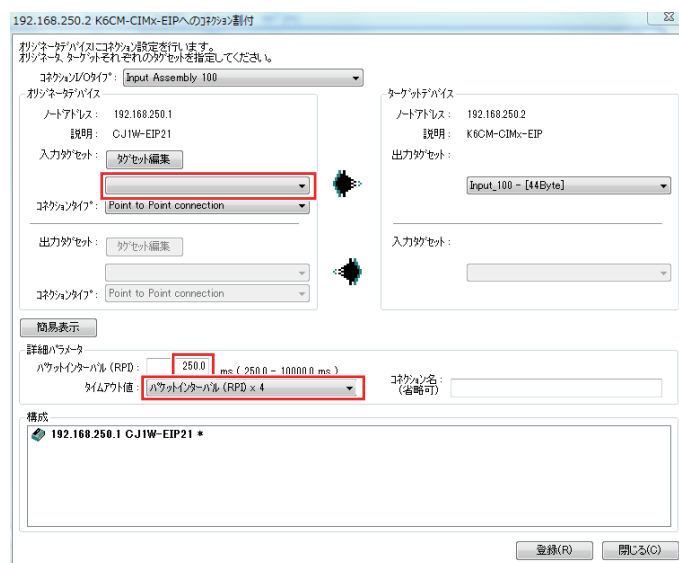 192.168.250.2 K6CM-CIMx-EIPへのｺﾈｸｼｮﾝ割付
ｵﾘｼﾞﾈｰﾀﾃﾞﾊﾞｲｽにｺﾈｸｼｮﾝ設定を行います。
ｵﾘｼﾞﾈｰﾀ､ﾀｰｹﾞｯﾄそれぞれのﾀｸﾞｾｯﾄを指定してください。
ｺﾈｸｼｮﾝI/Oﾀｲﾌﾟ: Input Assembly 100
ｵﾘｼﾞﾈｰﾀﾃﾞﾊﾞｲｽ
ﾉｰﾄﾞｱﾄﾞﾚｽ: 192.168.250.1
説明: CJ1W-EIP21
入力ﾀｸﾞｾｯﾄ: ﾀｸﾞｾｯﾄ編集
ｺﾈｸｼｮﾝﾀｲﾌﾟ: Point to Point connection
出力ﾀｸﾞｾｯﾄ: ﾀｸﾞｾｯﾄ編集
ｺﾈｸｼｮﾝﾀｲﾌﾟ: Point to Point connection
ﾀｰｹﾞｯﾄﾃﾞﾊﾞｲｽ
ﾉｰﾄﾞｱﾄﾞﾚｽ: 192.168.250.2
説明: K6CM-CIMx-EIP
出力ﾀｸﾞｾｯﾄ:
Input_100 - [44Byte]
入力ﾀｸﾞｾｯﾄ:
簡易表示
詳細ﾊﾟﾗﾒｰﾀ
ﾊﾟｹｯﾄｲﾝﾀｰﾊﾞﾙ (RPI): 250.0 ms ( 250.0 - 10000.0 ms )
ﾀｲﾑｱｳﾄ値: ﾊﾟｹｯﾄｲﾝﾀｰﾊﾞﾙ (RPI) x 4
ｺﾈｸｼｮﾝ名:
(省略可)
構成
192.168.250.1 CJ1W-EIP21 *
登録(R) 閉じる(C)